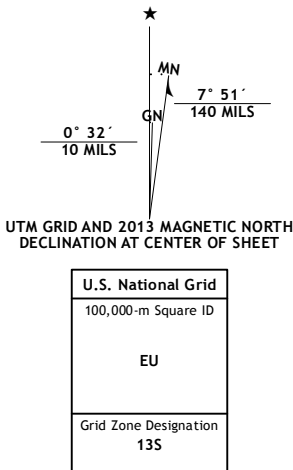 ★
MN
7° 51´
140 MILS
GN
0° 32´
10 MILS
UTM GRID AND 2013 MAGNETIC NORTH
DECLINATION AT CENTER OF SHEET
U.S. National Grid
100,000-m Square ID
EU
Grid Zone Designation
13S